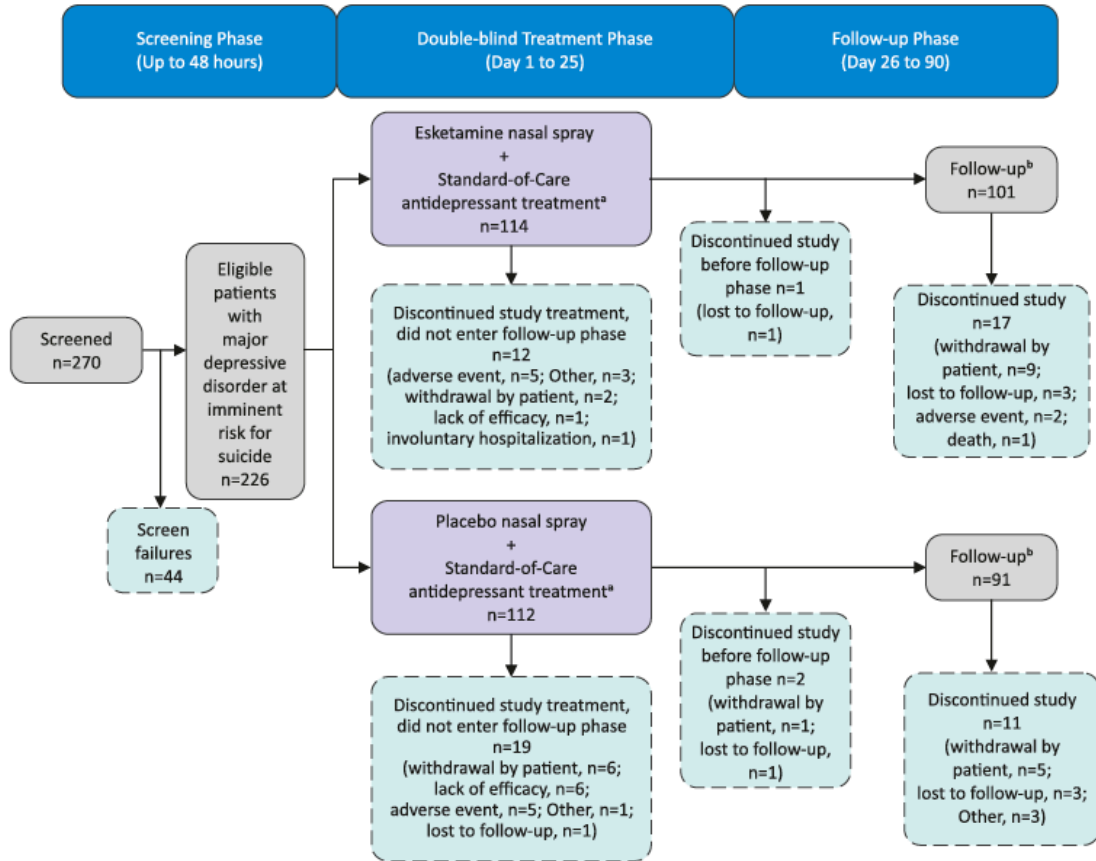 Screening Phase
(Up to 48 hours)
Double-blind Treatment Phase
(Day 1 to 25)
Follow-up Phase
(Day 26 to 90)
Screened
n=270
Screen
failures
n=44
Eligible
patients
with
major
depressive
disorder at
imminent
risk for
suicide
n=226
Esketamine nasal spray
+
Standard-of-Care
antidepressant treatmentᵃ
n=114
Discontinued study treatment,
did not enter follow-up phase
n=12
(adverse event, n=5; Other, n=3;
withdrawal by patient, n=2;
lack of efficacy, n=1;
involuntary hospitalization, n=1)
Discontinued study
before follow-up
phase n=1
(lost to follow-up,
n=1)
Follow-upᵇ
n=101
Discontinued study
n=17
(withdrawal by
patient, n=9;
lost to follow-up, n=3;
adverse event, n=2;
death, n=1)
Placebo nasal spray
+
Standard-of-Care
antidepressant treatmentᵃ
n=112
Discontinued study treatment,
did not enter follow-up phase
n=19
(withdrawal by patient, n=6;
lack of efficacy, n=6;
adverse event, n=5; Other, n=1;
lost to follow-up, n=1)
Discontinued study
before follow-up
phase n=2
(withdrawal by
patient, n=1;
lost to follow-up,
n=1)
Follow-upᵇ
n=91
Discontinued study
n=11
(withdrawal by
patient, n=5;
lost to follow-up, n=3;
Other, n=3)